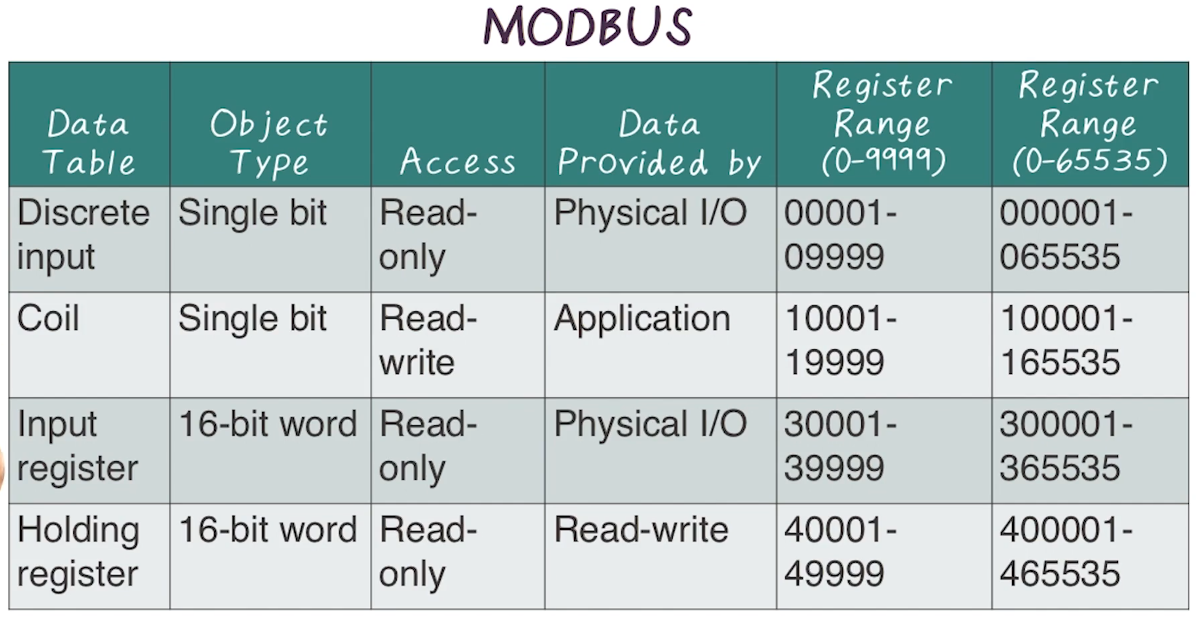 MODBUS
Data Table
Object Type
Access
Data Provided by
Register Range (0-9999)
Register Range (0-65535)
Discrete input
Single bit
Read-only
Physical I/O
00001-09999
000001-065535
Coil
Single bit
Read-write
Application
10001-19999
100001-165535
Input register
16-bit word
Read-only
Physical I/O
30001-39999
300001-365535
Holding register
16-bit word
Read-only
Read-write
40001-49999
400001-465535